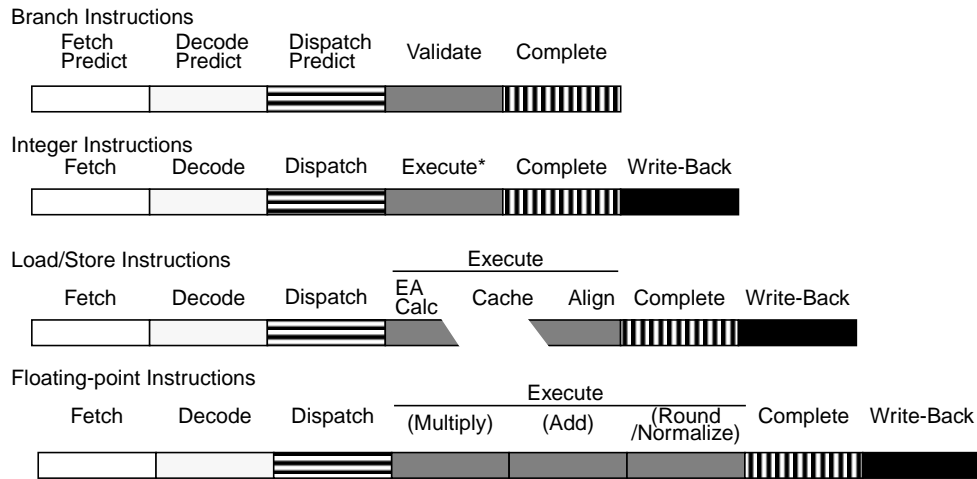 Branch Instructions
Fetch Predict Decode Predict Dispatch Predict Validate Complete
Integer Instructions
Fetch Decode Dispatch Execute* Complete Write-Back
Load/Store Instructions
Execute
Fetch Decode Dispatch EA Calc Cache Align Complete Write-Back
Floating-point Instructions
Execute
Fetch Decode Dispatch (Multiply) (Add) (Round /Normalize) Complete Write-Back